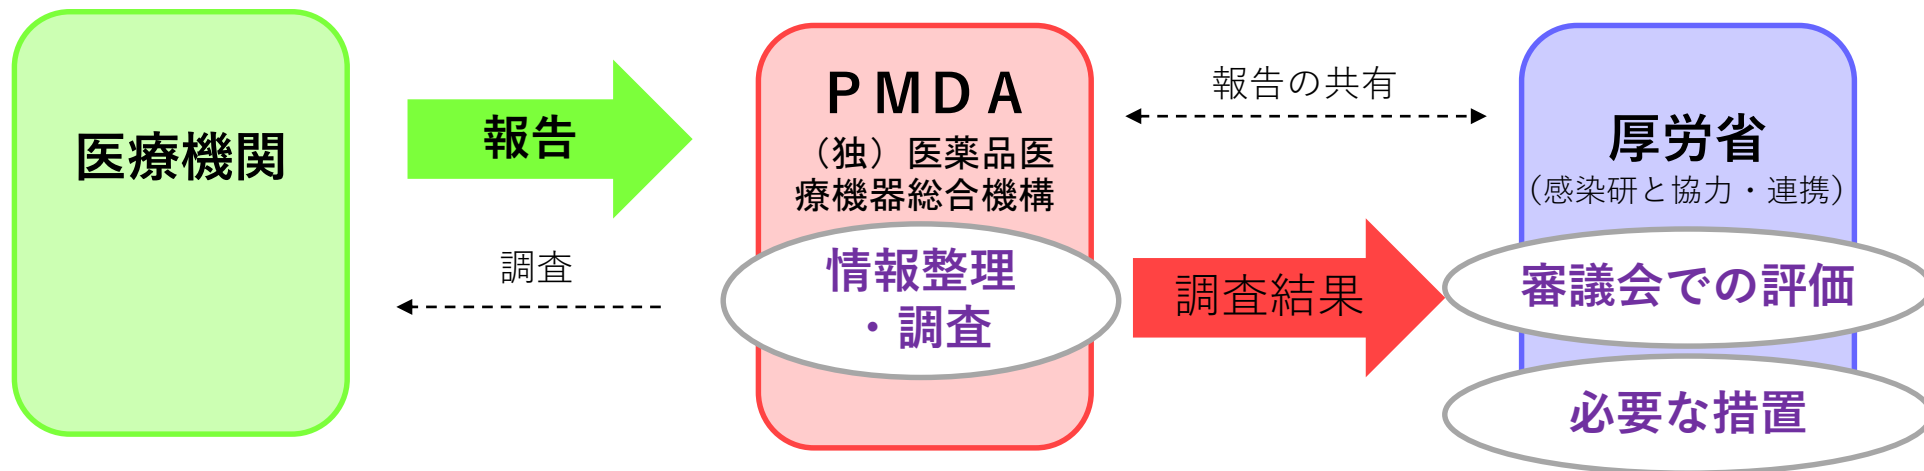 医療機関
報告
調査
ＰＭＤＡ
（独）医薬品医
療機器総合機構
情報整理
・調査
報告の共有
調査結果
厚労省
（感染研と協力・連携）
審議会での評価
必要な措置